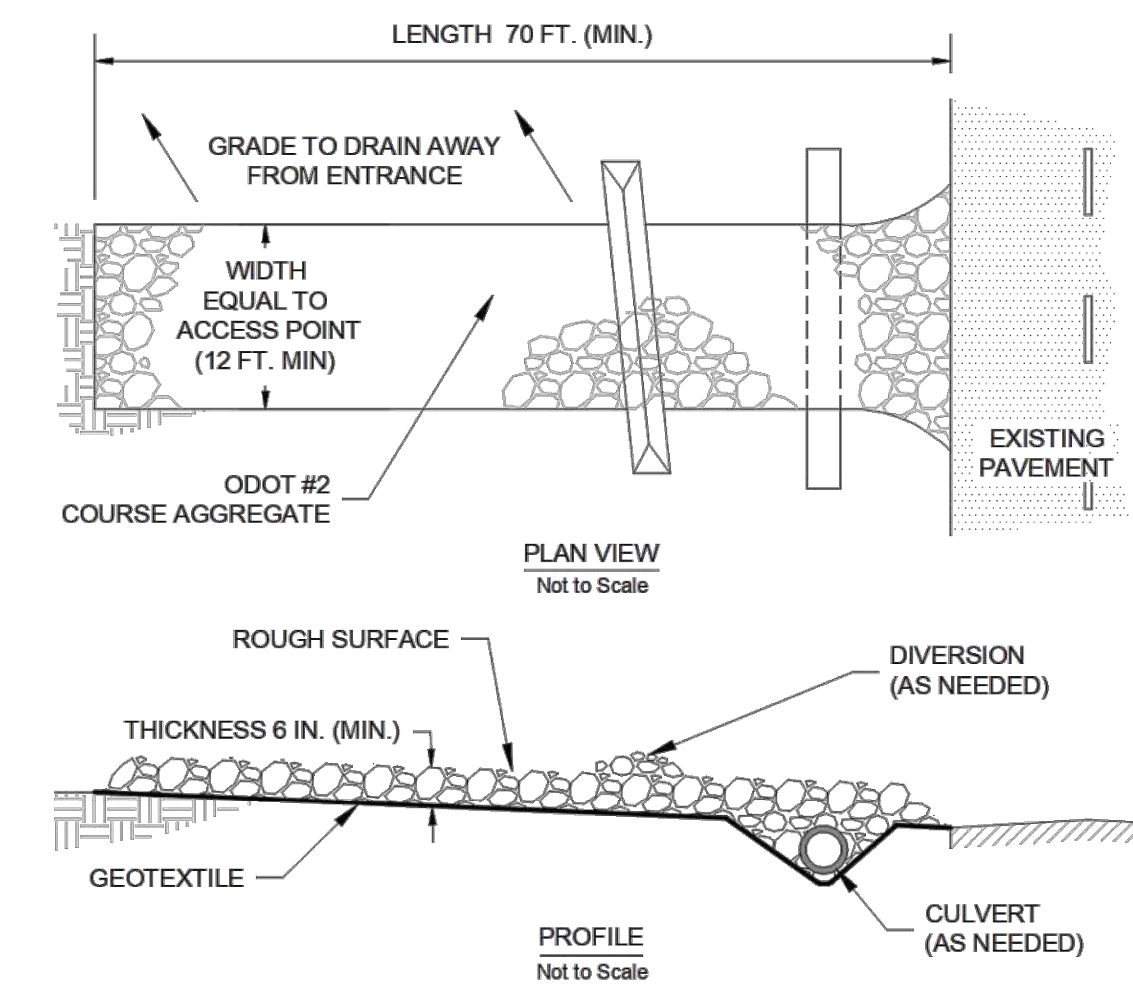 LENGTH 70 FT. (MIN.)
GRADE TO DRAIN AWAY
FROM ENTRANCE
WIDTH
EQUAL TO
ACCESS POINT
(12 FT. MIN)
EXISTING
PAVEMENT
ODOT #2
COURSE AGGREGATE
PLAN VIEW
Not to Scale
ROUGH SURFACE
DIVERSION
(AS NEEDED)
THICKNESS 6 IN. (MIN.)
GEOTEXTILE
CULVERT
(AS NEEDED)
PROFILE
Not to Scale